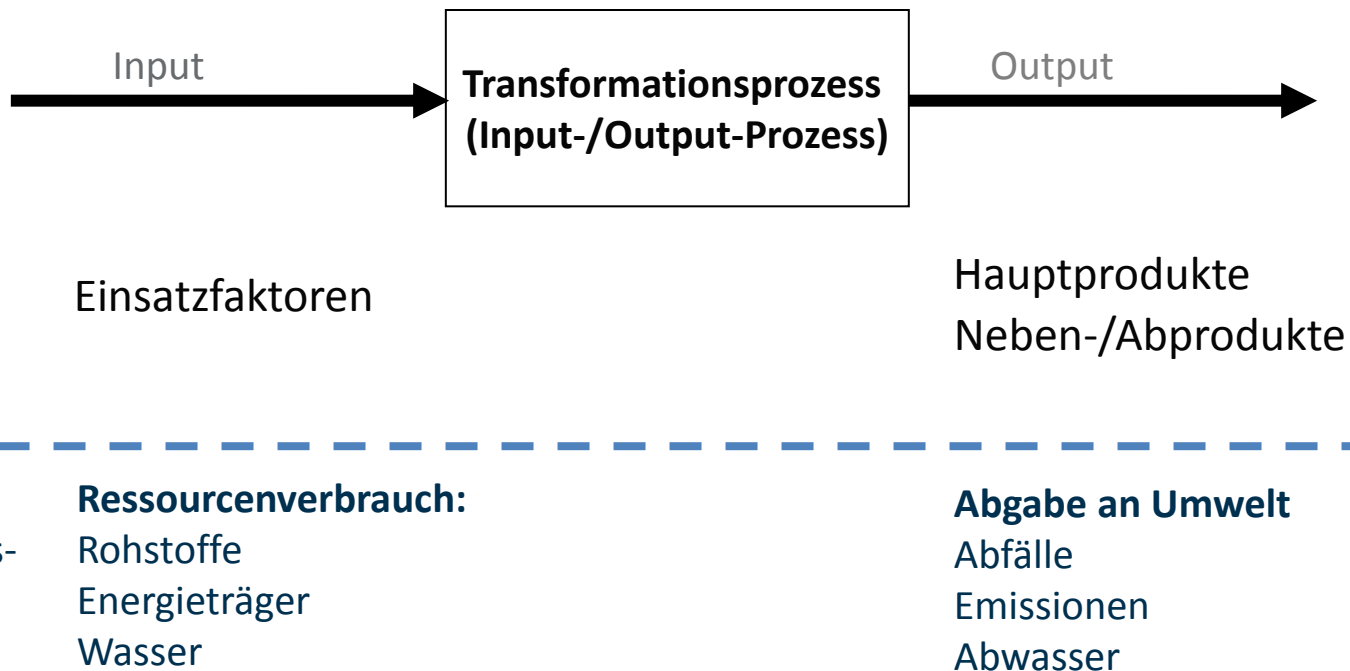 Input
Transformationsprozess
(Input-/Output-Prozess)
Output
Einsatzfaktoren
Hauptprodukte
Neben-/Abprodukte
s-
Ressourcenverbrauch:
Rohstoffe
Energieträger
Wasser
Abgabe an Umwelt
Abfälle
Emissionen
Abwasser